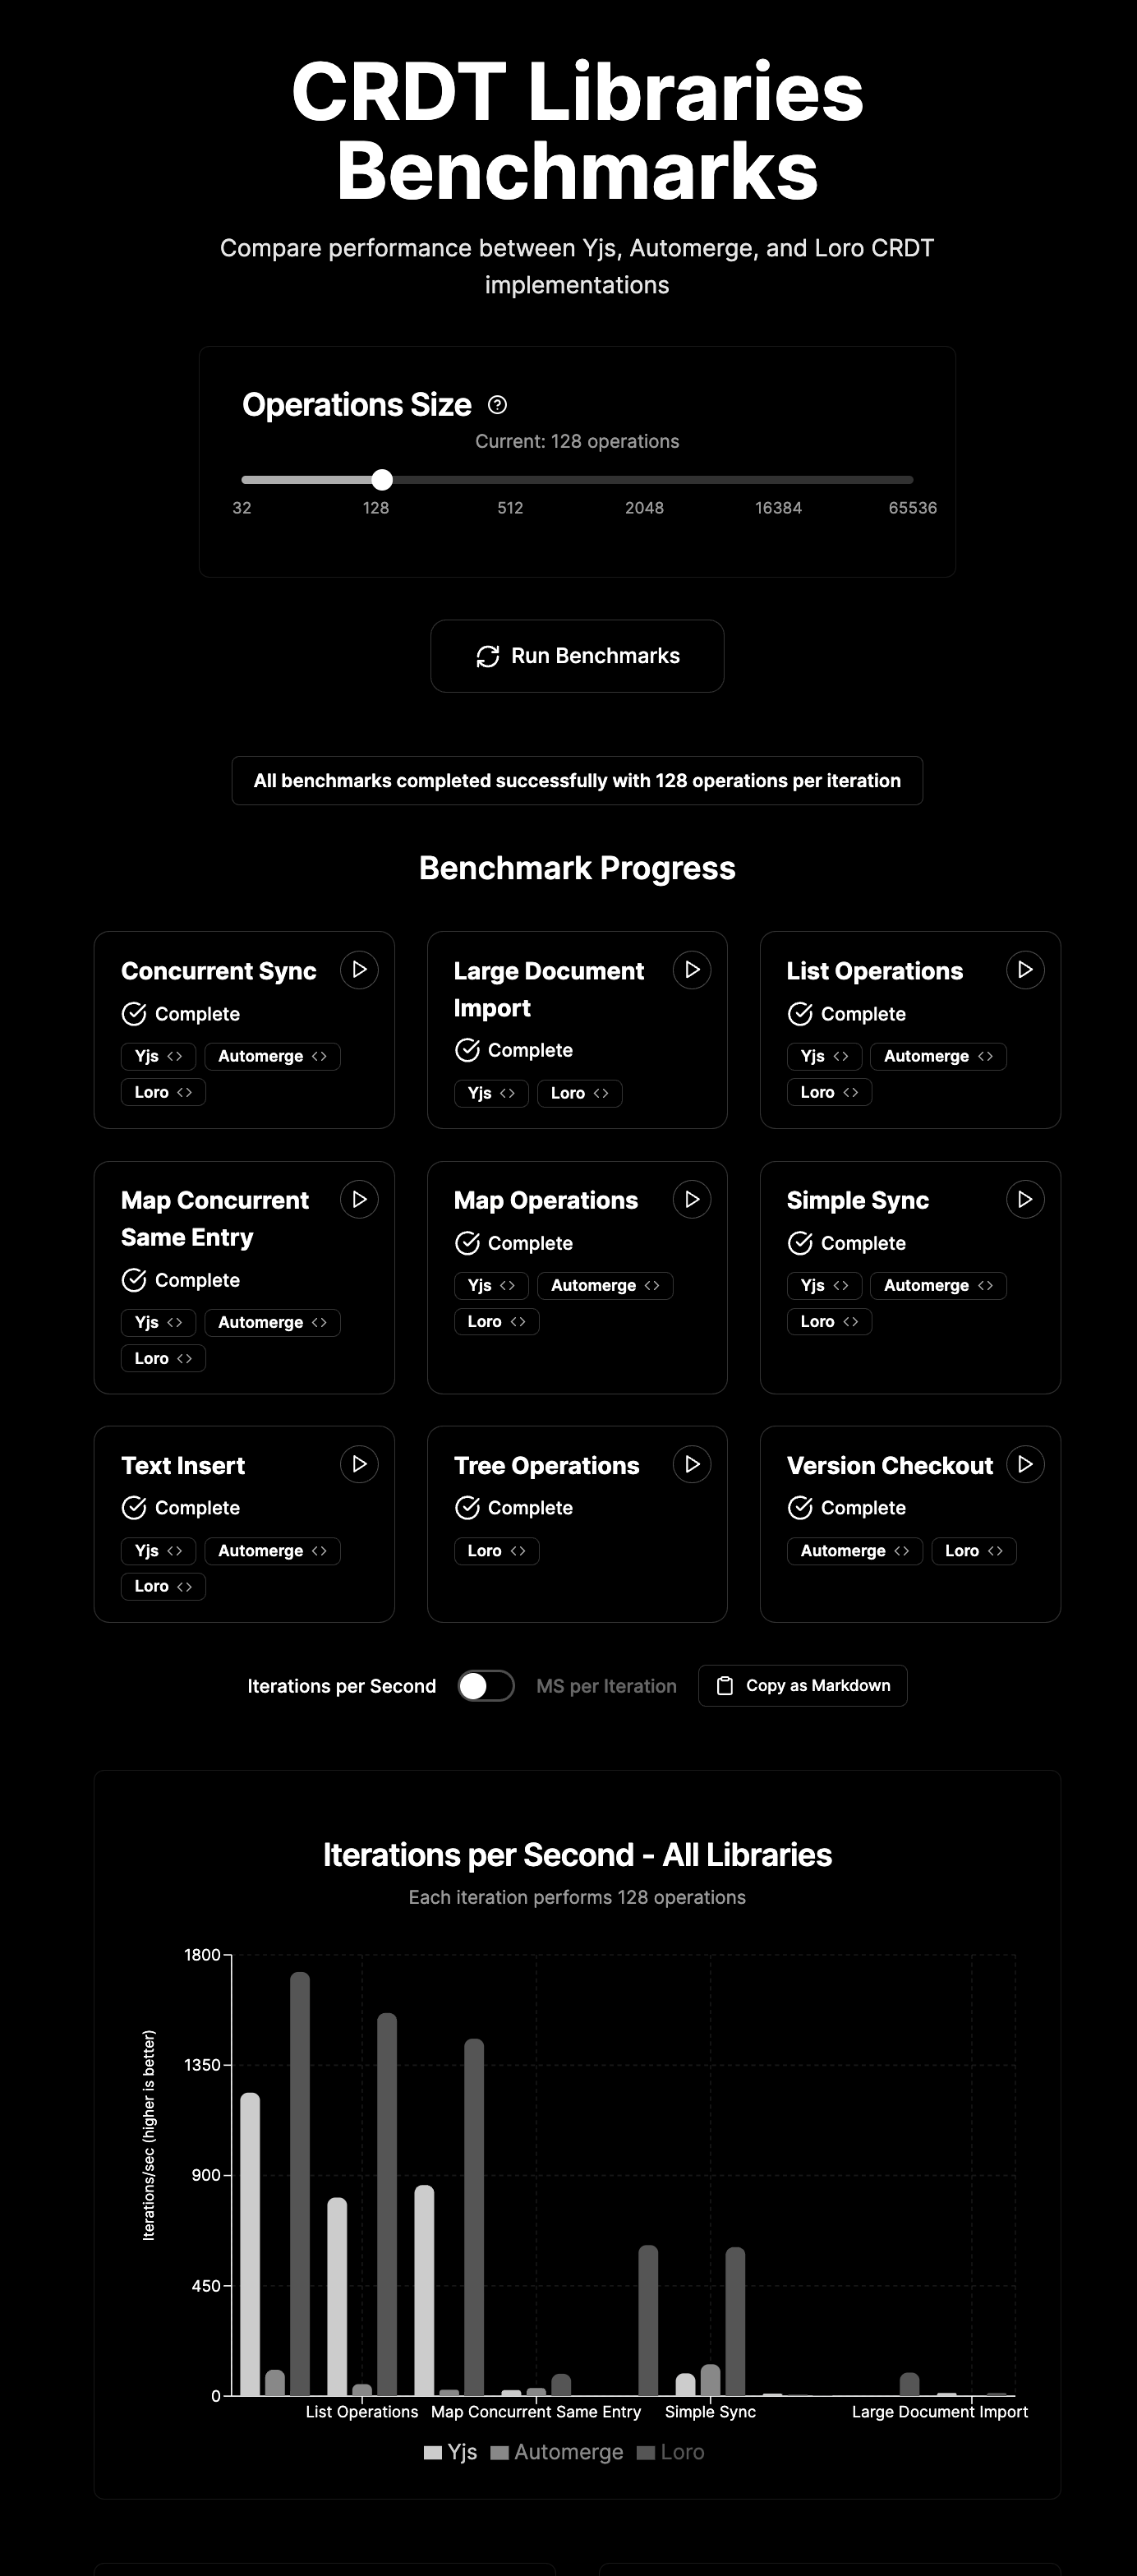 CRDT Libraries
Benchmarks
Compare performance between Yjs, Automerge, and Loro CRDT
implementations
Operations Size
Current: 128 operations
32 128 512 2048 16384 65536
Run Benchmarks
All benchmarks completed successfully with 128 operations per iteration
Benchmark Progress
Concurrent Sync
Complete
Yjs <> Automerge <>
Loro <>
Large Document
Import
Complete
Yjs <> Loro <>
List Operations
Complete
Yjs <> Automerge <>
Loro <>
Map Concurrent
Same Entry
Complete
Yjs <> Automerge <>
Loro <>
Map Operations
Complete
Yjs <> Automerge <>
Loro <>
Simple Sync
Complete
Yjs <> Automerge <>
Loro <>
Text Insert
Complete
Yjs <> Automerge <>
Loro <>
Tree Operations
Complete
Loro <>
Version Checkout
Complete
Automerge <> Loro <>
Iterations per Second MS per Iteration Copy as Markdown
Iterations per Second - All Libraries
Each iteration performs 128 operations
Iterations/sec (higher is better)
1800
1350
900
450
0
List Operations Map Concurrent Same Entry Simple Sync Large Document Import
Yjs Automerge Loro